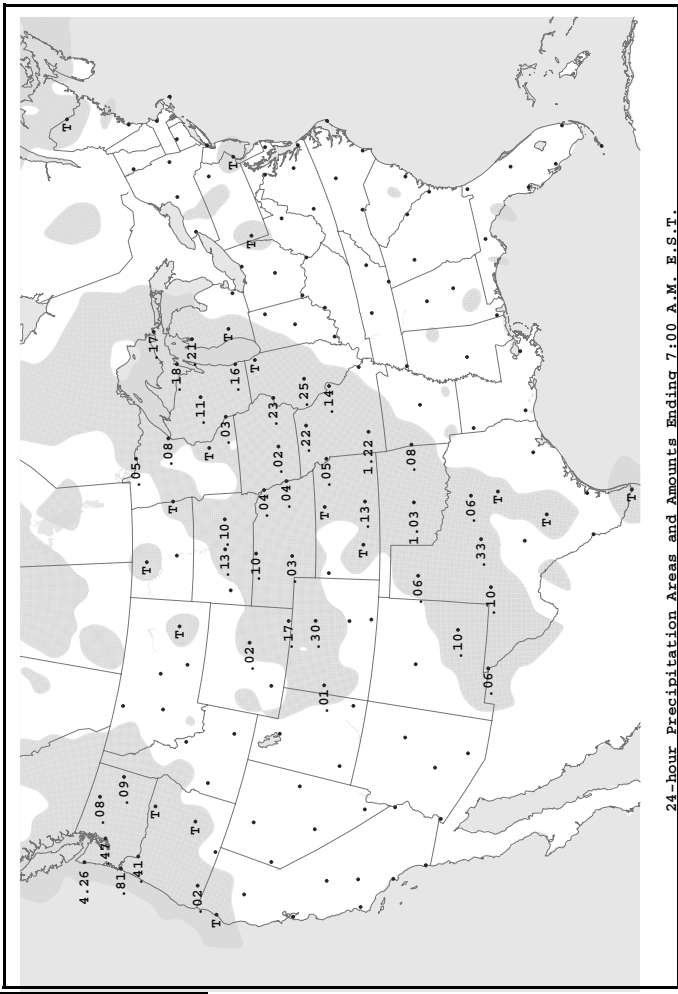 T
4.26
.08
.47
.81
.09
.05
.41
T
.17
T
.08
T
.18
T
.21
T
.02
.11
T
T
.13
.10
.03
T
T
.16
.02
T
T
.10
.04
.23
.02
.04
.17
.03
.25
.22
.30
.01
T
.05
.14
T
.13
1.22
.08
1.03
.06
.10
.06
.33
.06
.10
T
T
T
24-hour Precipitation Areas and Amounts Ending 7:00 A.M. E.S.T.